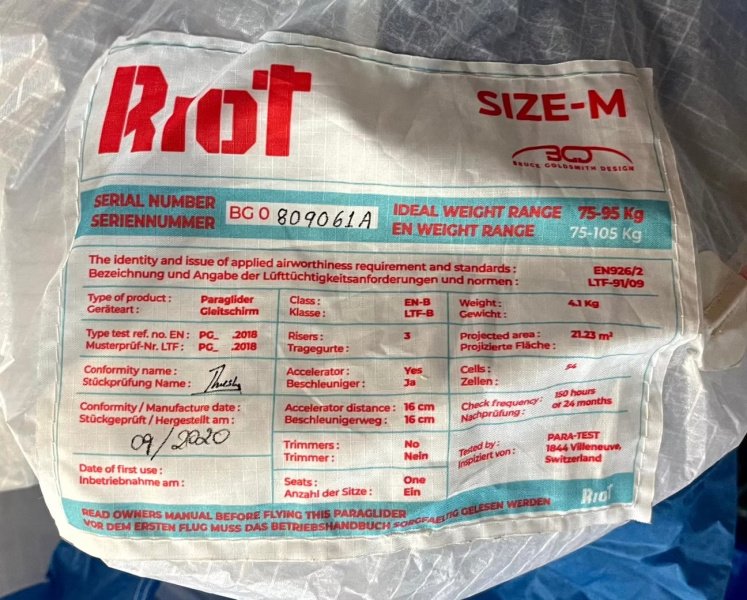 Riot
SIZE-M
BGD
BRUCE GOLDSMITH DESIGN
SERIAL NUMBER
SERIENNUMMER
BG 0 809061A
IDEAL WEIGHT RANGE 75-95 Kg
EN WEIGHT RANGE 75-105 Kg
The identity and issue of applied airworthiness requirement and standards : EN926/2
Bezeichnung und Angabe der Lüfttüchtigkeitsanforderungen und normen : LTF-91/09
Type of product : Paraglider
Geräteart : Gleitschirm
Type test ref. no. EN : PG_ .2018
Musterprüf-Nr. LTF : PG_ .2018
Conformity name :
Stückprüfung Name :
Conformity / Manufacture date :
Stückgeprüft / Hergestellt am :
09/2020
Date of first use :
Inbetriebnahme am :
Class : EN-B
Klasse : LTF-B
Risers : 3
Tragegurte :
Accelerator : Yes
Beschleuniger : Ja
Accelerator distance : 16 cm
Beschleunigerweg : 16 cm
Trimmers : No
Trimmer : Nein
Seats : One
Anzahl der Sitze : Ein
Weight : 4.1 Kg
Gewicht :
Projected area : 21.23 m²
Projizierte Fläche :
Cells : 54
Zellen :
Check frequency : 150 hours
Nachprüfung : or 24 months
Tested by : PARA-TEST
Inspiziert von : 1844 Villeneuve,
Switzerland
Riot
READ OWNERS MANUAL BEFORE FLYING THIS PARAGLIDER
VOR DEM ERSTEN FLUG MUSS DAS BETRIEBSHANDBUCH SORGFAELTIG GELESEN WERDEN